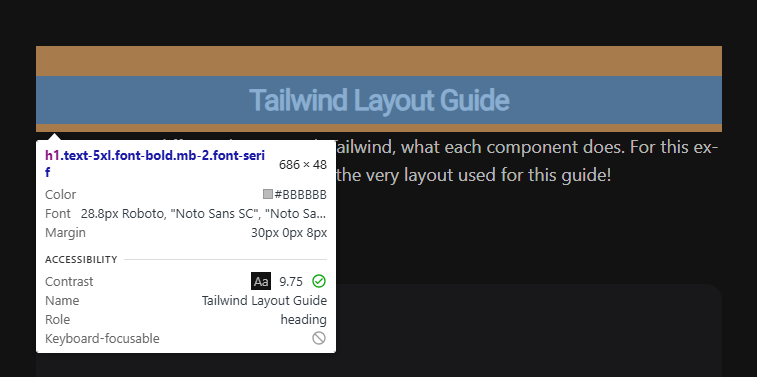 Tailwind Layout Guide
Tailwind, what each component does. For this ex-
the very layout used for this guide!
h1.text-5xl.font-bold.mb-2.font-seri
f
686 × 48
Color #BBBBBB
Font 28.8px Roboto, "Noto Sans SC", "Noto Sa...
Margin 30px 0px 8px
ACCESSIBILITY
Contrast Aa 9.75
Name Tailwind Layout Guide
Role heading
Keyboard-focusable